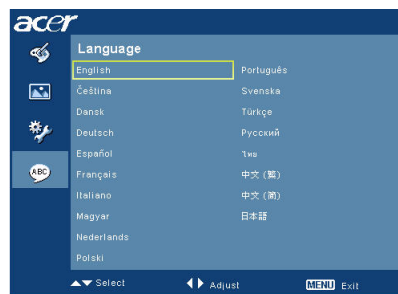 acer
Language
English
Čeština
Dansk
Deutsch
Español
Français
Italiano
Magyar
Nederlands
Polski
Português
Svenska
Türkçe
Русский
ไทย
中文 (繁)
中文 (简)
日本語
ABC
Select Adjust MENU Exit